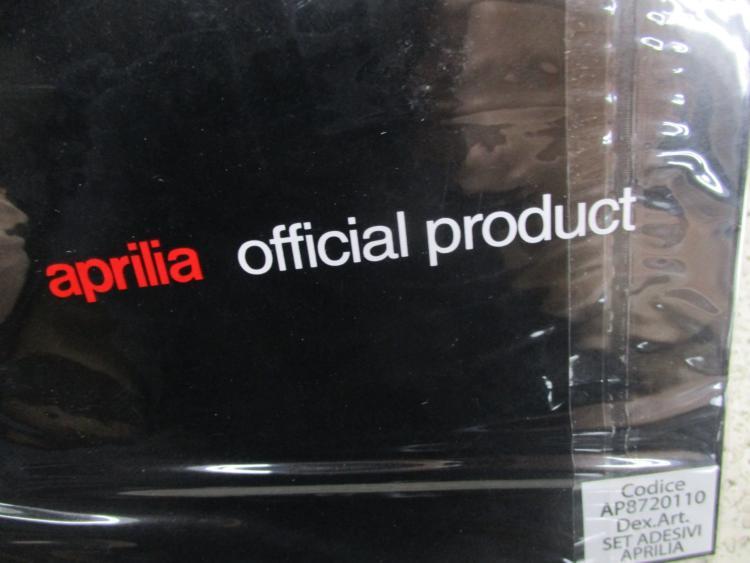 aprilia official product
Codice
AP8720110
Dex.Art.
SET ADESIVI
APRILIA